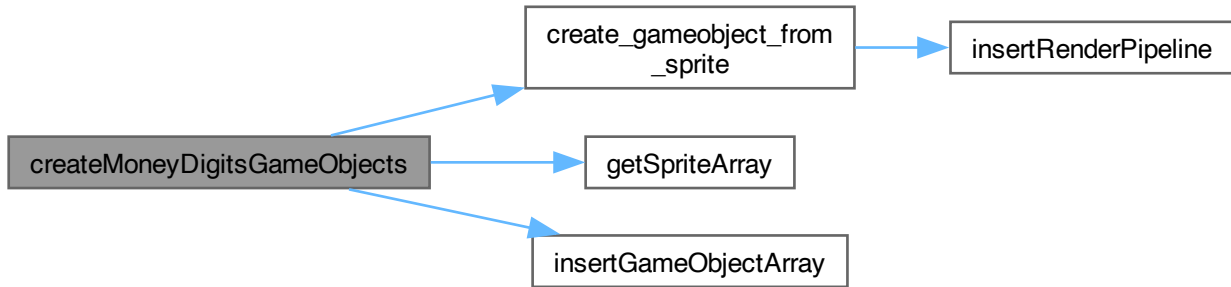 create_gameobject_from
_sprite
insertRenderPipeline
createMoneyDigitsGameObjects
getSpriteArray
insertGameObjectArray